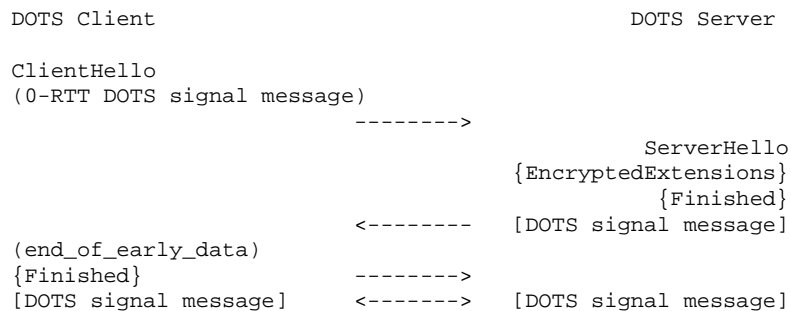 DOTS Client                                    DOTS Server
ClientHello
(0-RTT DOTS signal message)
-------->
ServerHello
{EncryptedExtensions}
{Finished}
<--------   [DOTS signal message]
(end_of_early_data)
{Finished}             -------->
[DOTS signal message]  <------->   [DOTS signal message]